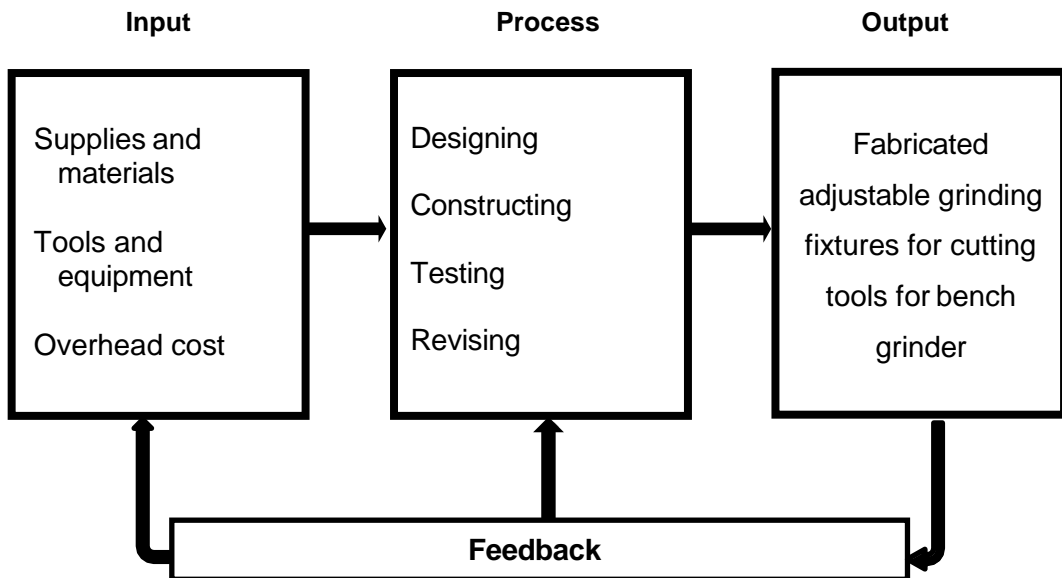 Input
Process
Output
Supplies and
materials
Tools and
equipment
Overhead cost
Designing
Constructing
Testing
Revising
Fabricated
adjustable grinding
fixtures for cutting
tools for bench
grinder
Feedback